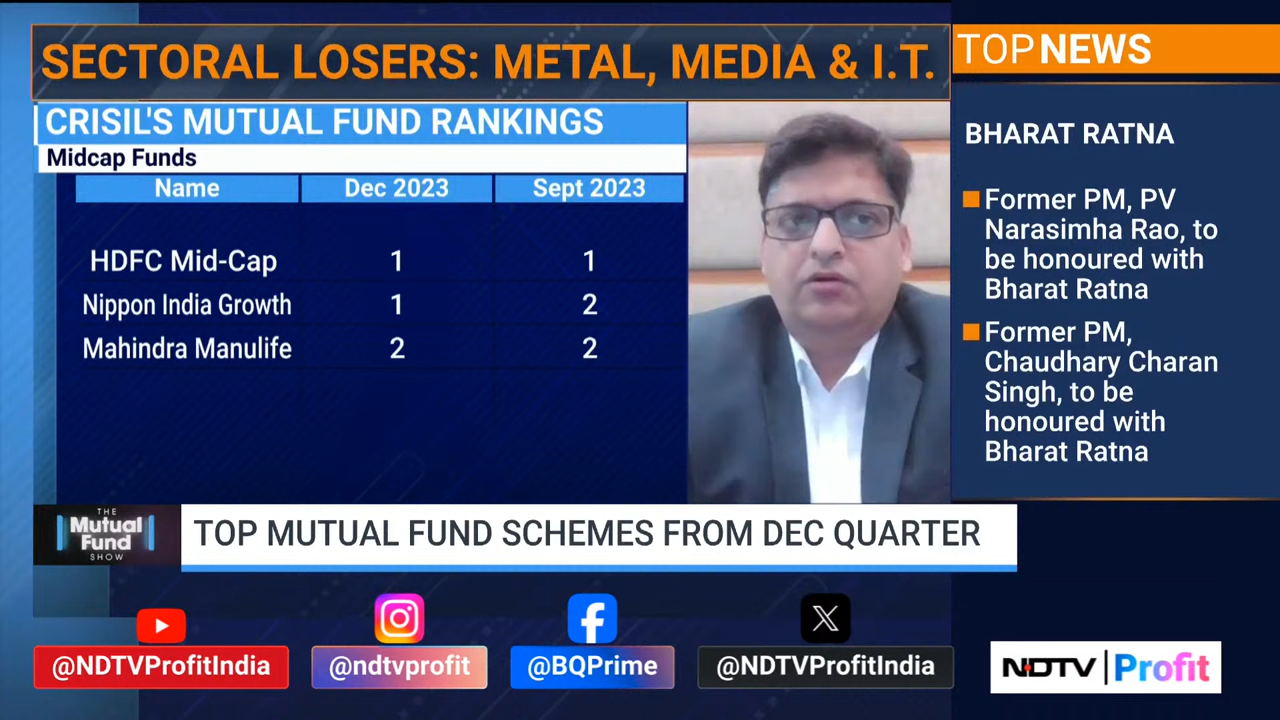 SECTORAL LOSERS: METAL, MEDIA & I.T.
TOP NEWS
CRISIL'S MUTUAL FUND RANKINGS
Midcap Funds
Name Dec 2023 Sept 2023
HDFC Mid-Cap 1 1
Nippon India Growth 1 2
Mahindra Manulife 2 2
BHARAT RATNA
Former PM, PV
Narasimha Rao, to
be honoured with
Bharat Ratna
Former PM,
Chaudhary Charan
Singh, to be
honoured with
Bharat Ratna
THE
Mutual
Fund
SHOW
TOP MUTUAL FUND SCHEMES FROM DEC QUARTER
@NDTVProfitIndia
@ndtvprofit
@BQPrime
@NDTVProfitIndia
NDTV Profit